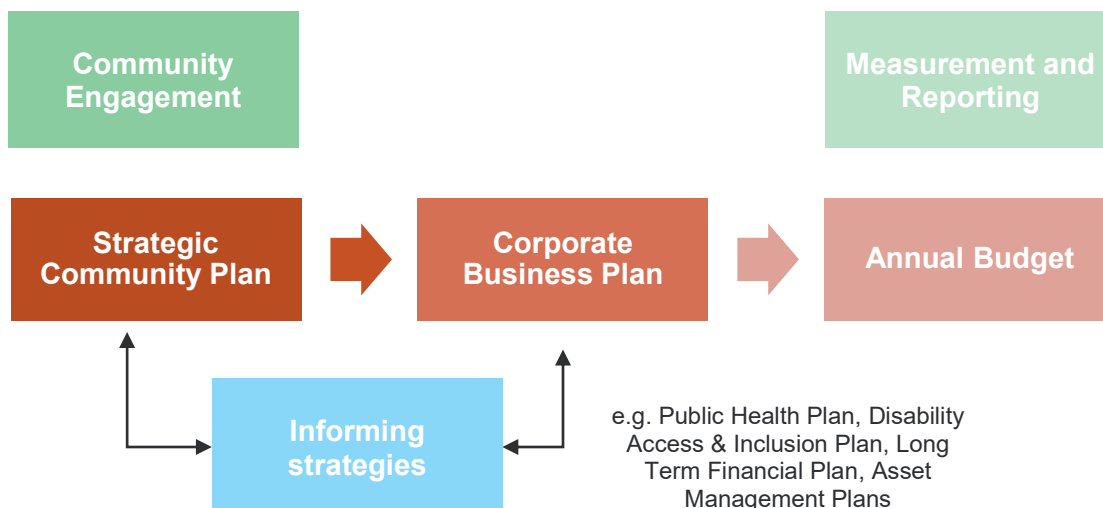 Community
Engagement
Measurement and
Reporting
Strategic
Community Plan
Corporate
Business Plan
Annual Budget
Informing
strategies
e.g. Public Health Plan, Disability
Access & Inclusion Plan, Long
Term Financial Plan, Asset
Management Plans